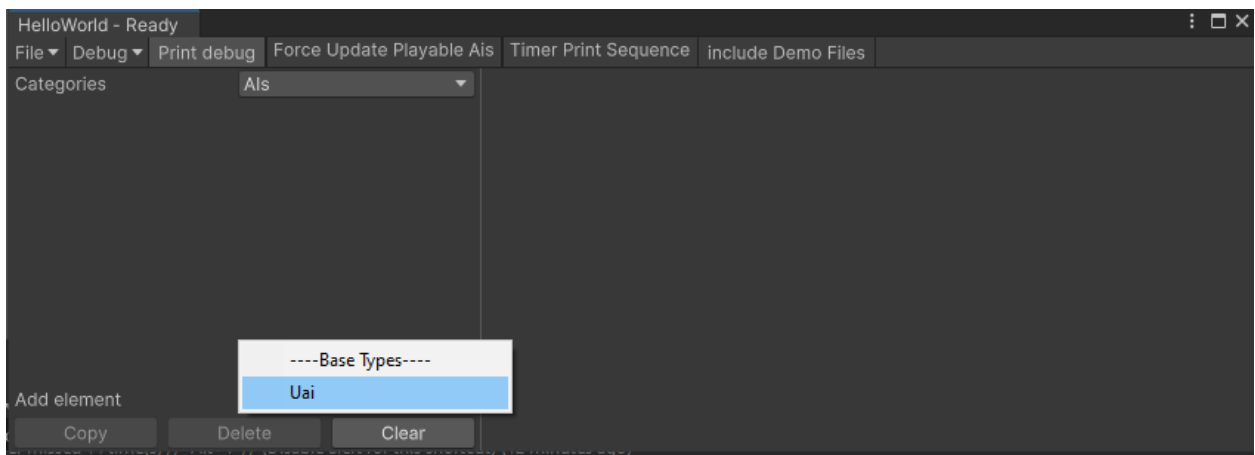 HelloWorld - Ready
File Debug Print debug Force Update Playable Ais Timer Print Sequence include Demo Files
Categories AIs
----Base Types----
Uai
Add element
Copy Delete Clear